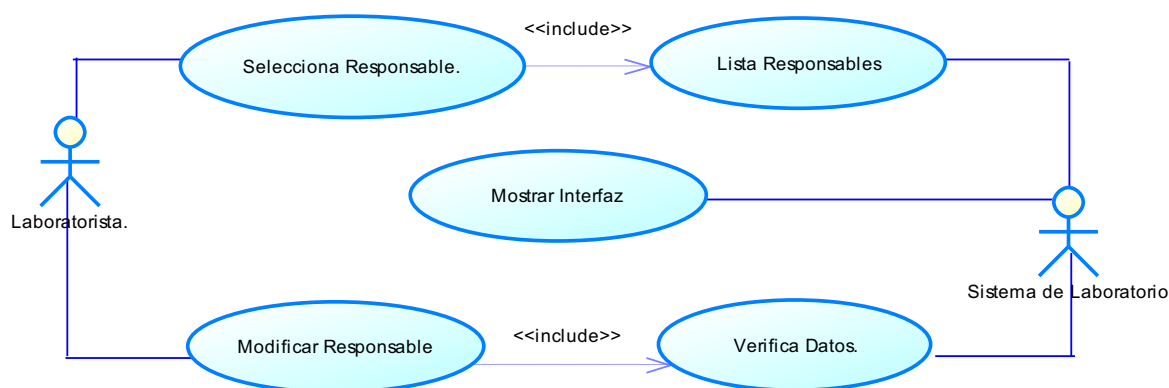 <<include>>
Selecciona Responsable.
Lista Responsables
Mostrar Interfaz
Laboratorista.
Sistema de Laboratorio
<<include>>
Modificar Responsable
Verifica Datos.